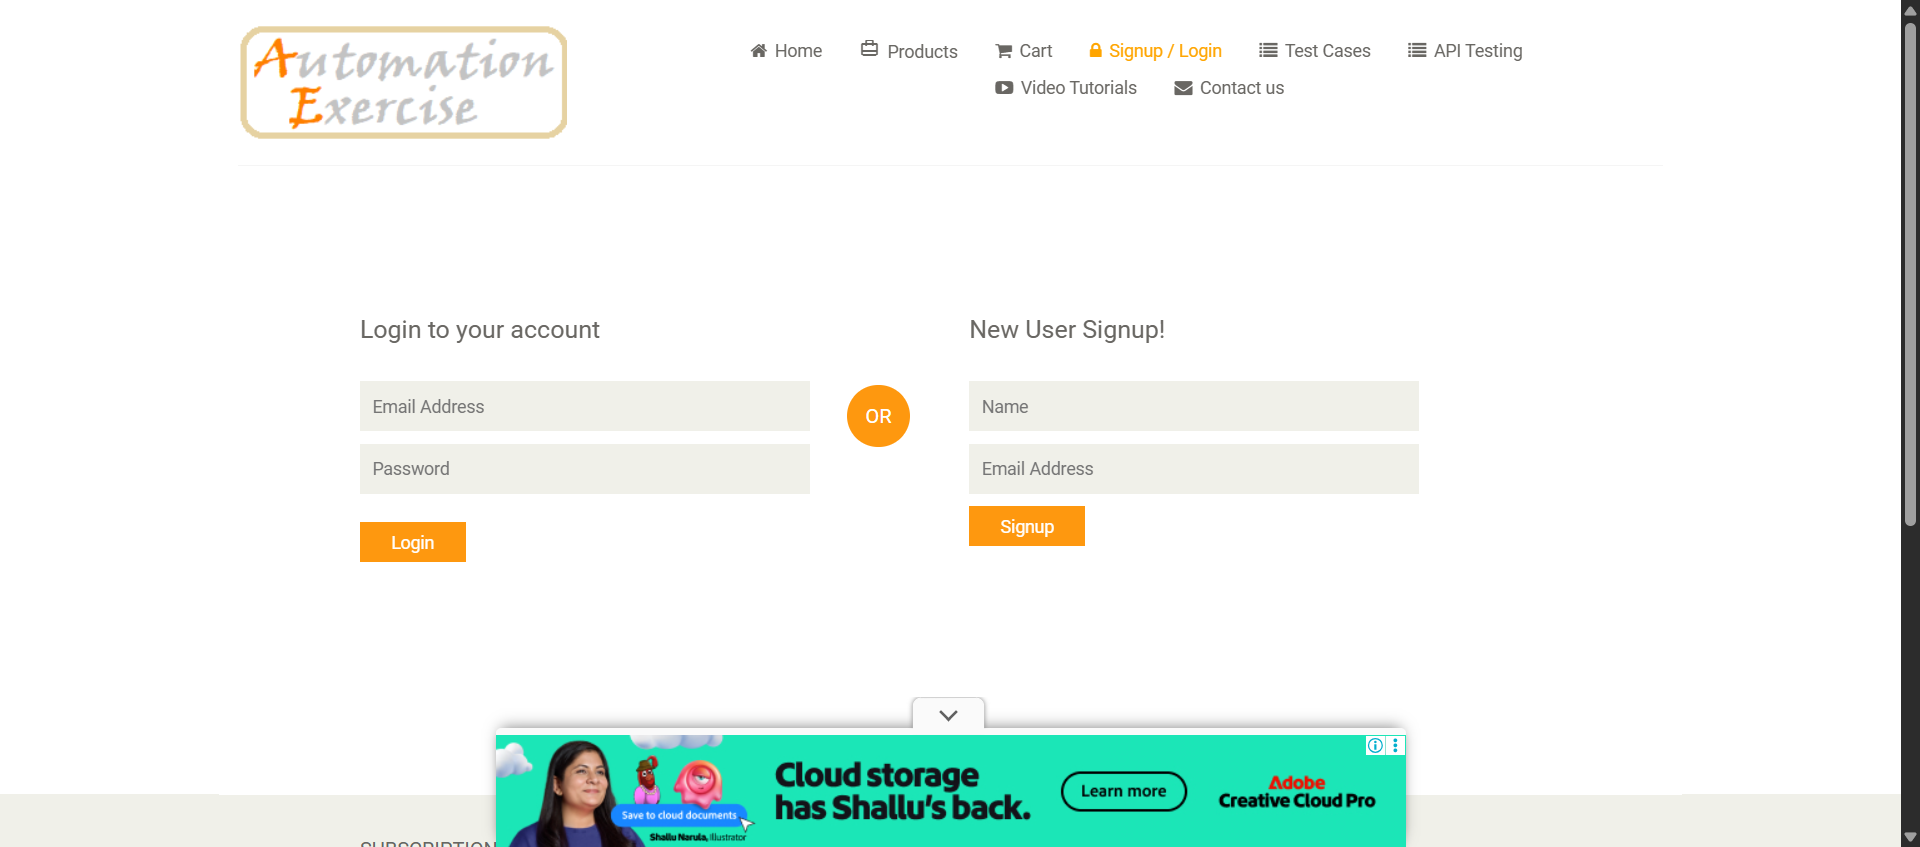 Automation
Exercise
Home
Products
Cart
Signup / Login
Test Cases
API Testing
Video Tutorials
Contact us
Login to your account
New User Signup!
Email Address
Password
Login
OR
Name
Email Address
Signup
Save to cloud documents
Shallu Narula, Illustrator
Cloud storage
has Shallu's back.
Learn more
Adobe
Creative Cloud Pro
SUBSCRIPTION